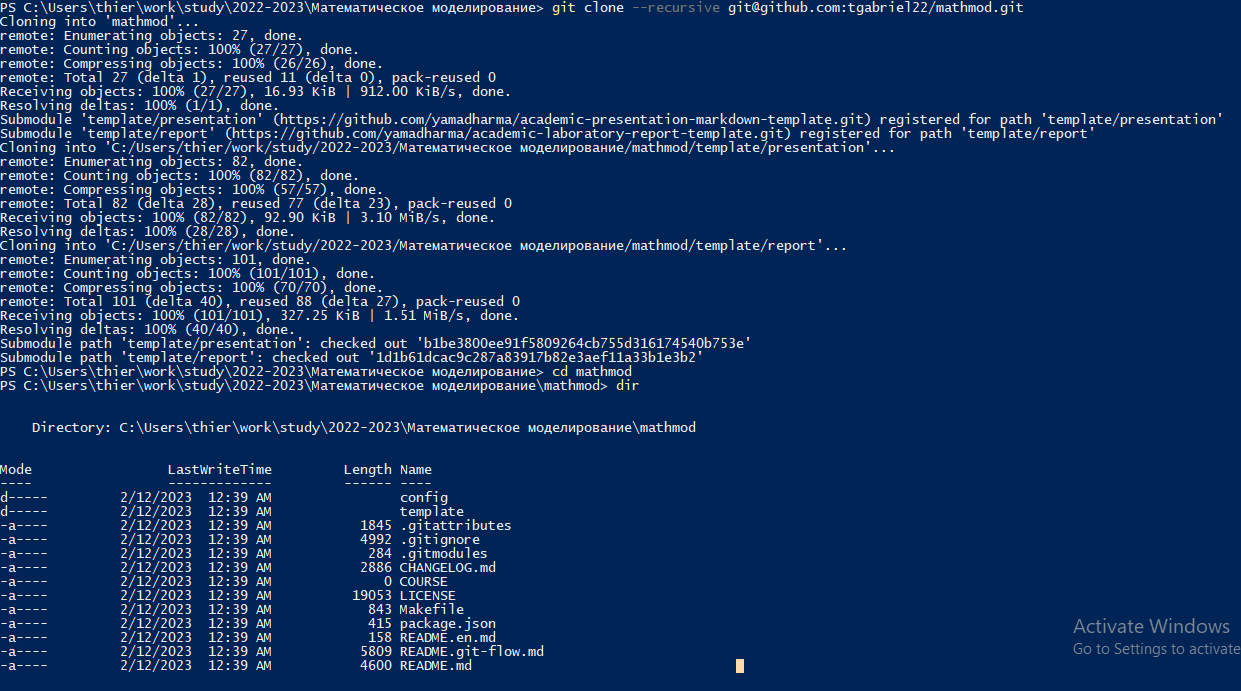 PS C:\Users\thier\work\study\2022-2023\Математическое моделирование> git clone --recursive git@github.com:tgabriel22/mathmod.git
Cloning into 'mathmod'...
remote: Enumerating objects: 27, done.
remote: Counting objects: 100% (27/27), done.
remote: Compressing objects: 100% (26/26), done.
remote: Total 27 (delta 1), reused 11 (delta 0), pack-reused 0
Receiving objects: 100% (27/27), 16.93 KiB | 912.00 KiB/s, done.
Resolving deltas: 100% (1/1), done.
Submodule 'template/presentation' (https://github.com/yamadharma/academic-presentation-markdown-template.git) registered for path 'template/presentation'
Submodule 'template/report' (https://github.com/yamadharma/academic-laboratory-report-template.git) registered for path 'template/report'
Cloning into 'C:/Users/thier/work/study/2022-2023/Математическое моделирование/mathmod/template/presentation'...
remote: Enumerating objects: 82, done.
remote: Counting objects: 100% (82/82), done.
remote: Compressing objects: 100% (57/57), done.
remote: Total 82 (delta 28), reused 77 (delta 23), pack-reused 0
Receiving objects: 100% (82/82), 92.90 KiB | 3.10 MiB/s, done.
Resolving deltas: 100% (28/28), done.
Cloning into 'C:/Users/thier/work/study/2022-2023/Математическое моделирование/mathmod/template/report'...
remote: Enumerating objects: 101, done.
remote: Counting objects: 100% (101/101), done.
remote: Compressing objects: 100% (70/70), done.
remote: Total 101 (delta 40), reused 88 (delta 27), pack-reused 0
Receiving objects: 100% (101/101), 327.25 KiB | 1.51 MiB/s, done.
Resolving deltas: 100% (40/40), done.
Submodule path 'template/presentation': checked out 'b1be3800ee91f5809264cb755d316174540b753e'
Submodule path 'template/report': checked out '1d1b61dcac9c287a83917b82e3aef11a33b1e3b2'
PS C:\Users\thier\work\study\2022-2023\Математическое моделирование> cd mathmod
PS C:\Users\thier\work\study\2022-2023\Математическое моделирование\mathmod> dir
Directory: C:\Users\thier\work\study\2022-2023\Математическое моделирование\mathmod
Mode LastWriteTime Length Name
---- ------------- ------ ----
d----- 2/12/2023 12:39 AM config
d----- 2/12/2023 12:39 AM template
-a---- 2/12/2023 12:39 AM 1845 .gitattributes
-a---- 2/12/2023 12:39 AM 4992 .gitignore
-a---- 2/12/2023 12:39 AM 284 .gitmodules
-a---- 2/12/2023 12:39 AM 2886 CHANGELOG.md
-a---- 2/12/2023 12:39 AM 0 COURSE
-a---- 2/12/2023 12:39 AM 19053 LICENSE
-a---- 2/12/2023 12:39 AM 843 Makefile
-a---- 2/12/2023 12:39 AM 415 package.json
-a---- 2/12/2023 12:39 AM 158 README.en.md
-a---- 2/12/2023 12:39 AM 5809 README.git-flow.md
-a---- 2/12/2023 12:39 AM 4600 README.md
Activate Windows
Go to Settings to activate